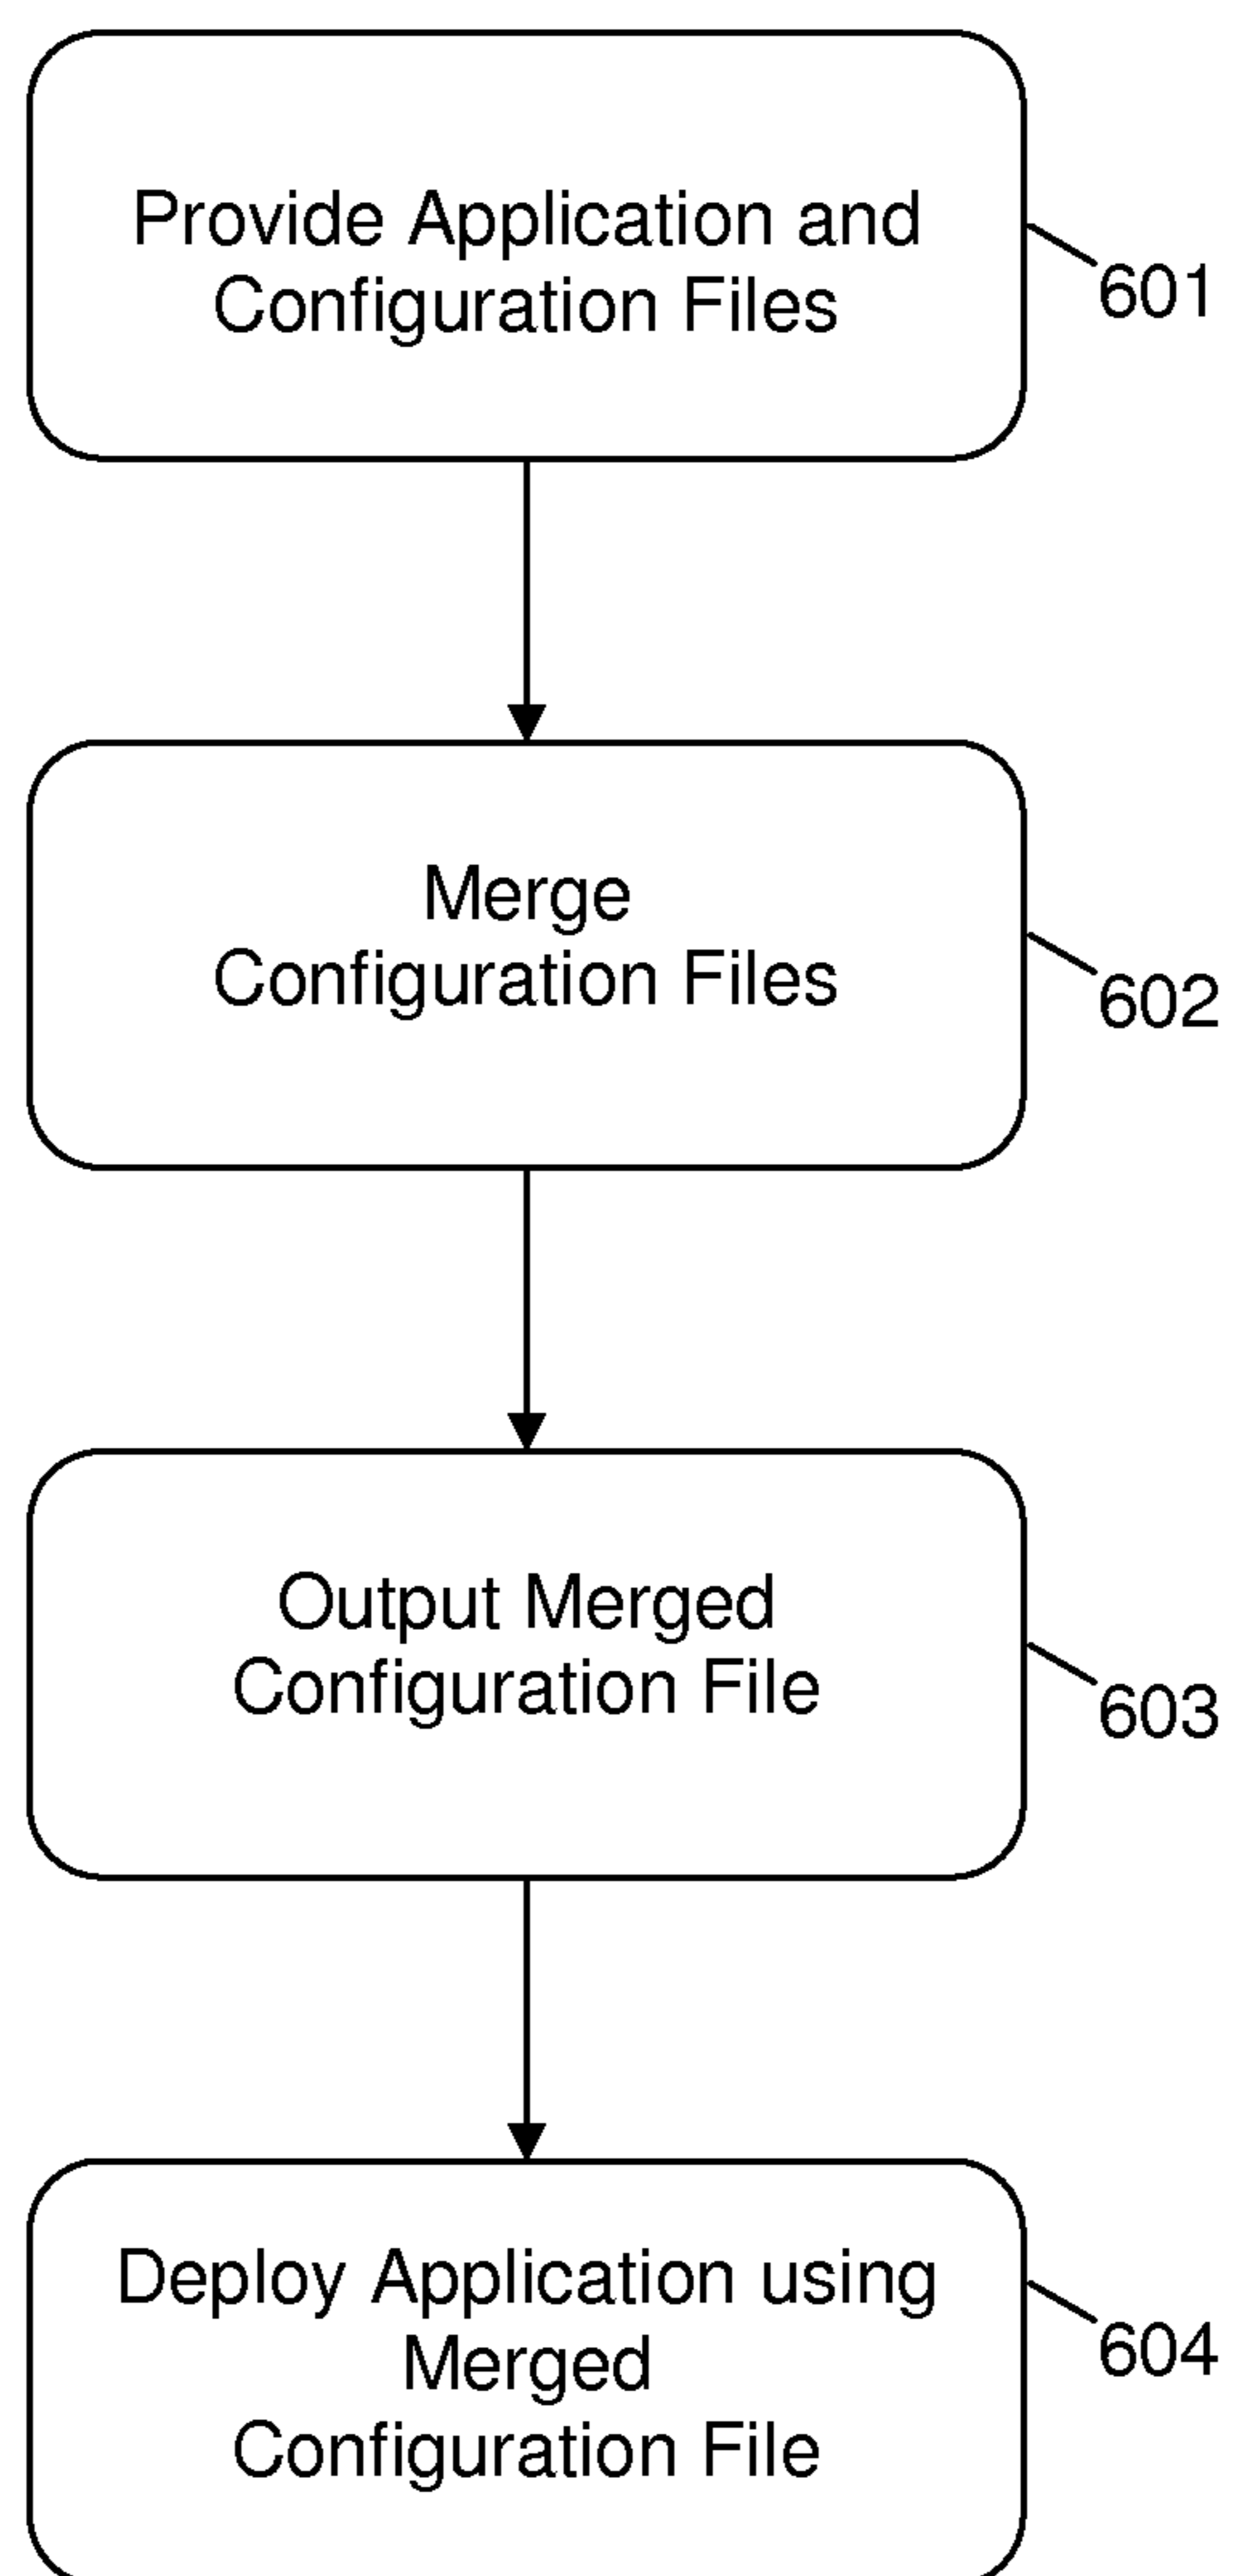 Provide Application and
Configuration Files
601
Merge
Configuration Files
602
Output Merged
Configuration File
603
Deploy Application using
Merged
Configuration File
604